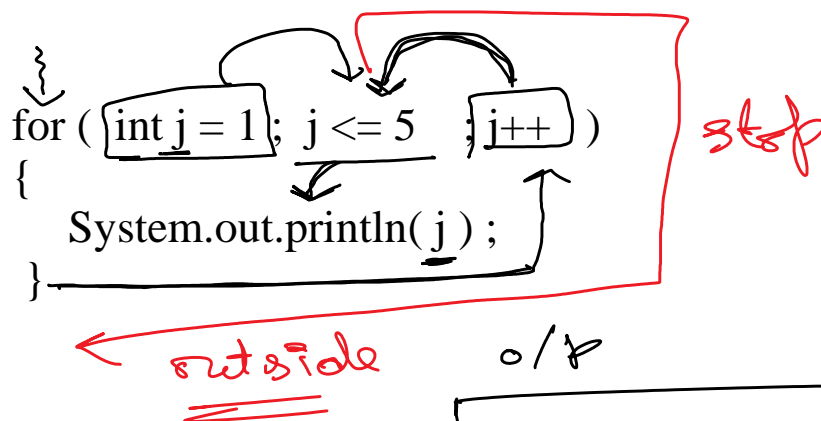 for ( int j = 1 ; j <= 5 ; j++ )
stop
{
System.out.println( j ) ;
}
outside
o/p